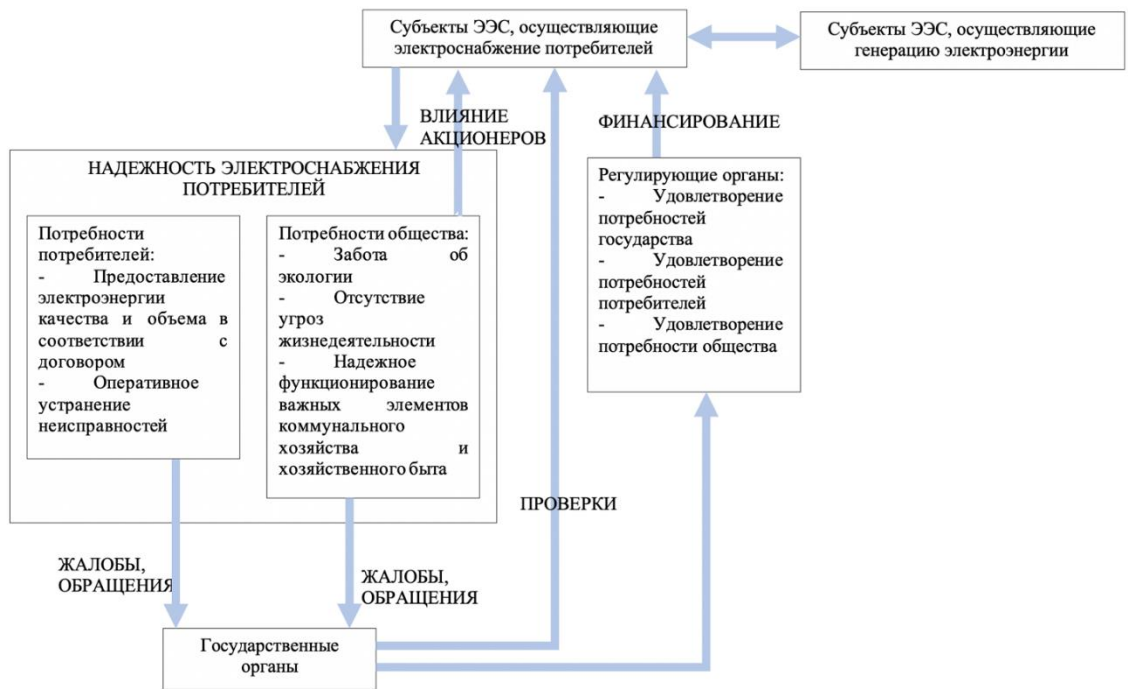 Субъекты ЭЭС, осуществляющие
электроснабжение потребителей
Субъекты ЭЭС, осуществляющие
генерацию электроэнергии
ВЛИЯНИЕ
АКЦИОНЕРОВ
ФИНАНСИРОВАНИЕ
НАДЕЖНОСТЬ ЭЛЕКТРОСНАБЖЕНИЯ
ПОТРЕБИТЕЛЕЙ
Потребности
потребителей:
- Предоставление
электроэнергии
качества и объема в
соответствии с
договором
- Оперативное
устранение
неисправностей
Потребности общества:
- Забота об
экологии
- Отсутствие
угроз
жизнедеятельности
- Надежное
функционирование
важных элементов
коммунального
хозяйства и
хозяйственного быта
Регулирующие органы:
- Удовлетворение
потребностей
государства
- Удовлетворение
потребностей
потребителей
- Удовлетворение
потребности общества
ПРОВЕРКИ
ЖАЛОБЫ,
ОБРАЩЕНИЯ
ЖАЛОБЫ,
ОБРАЩЕНИЯ
Государственные
органы